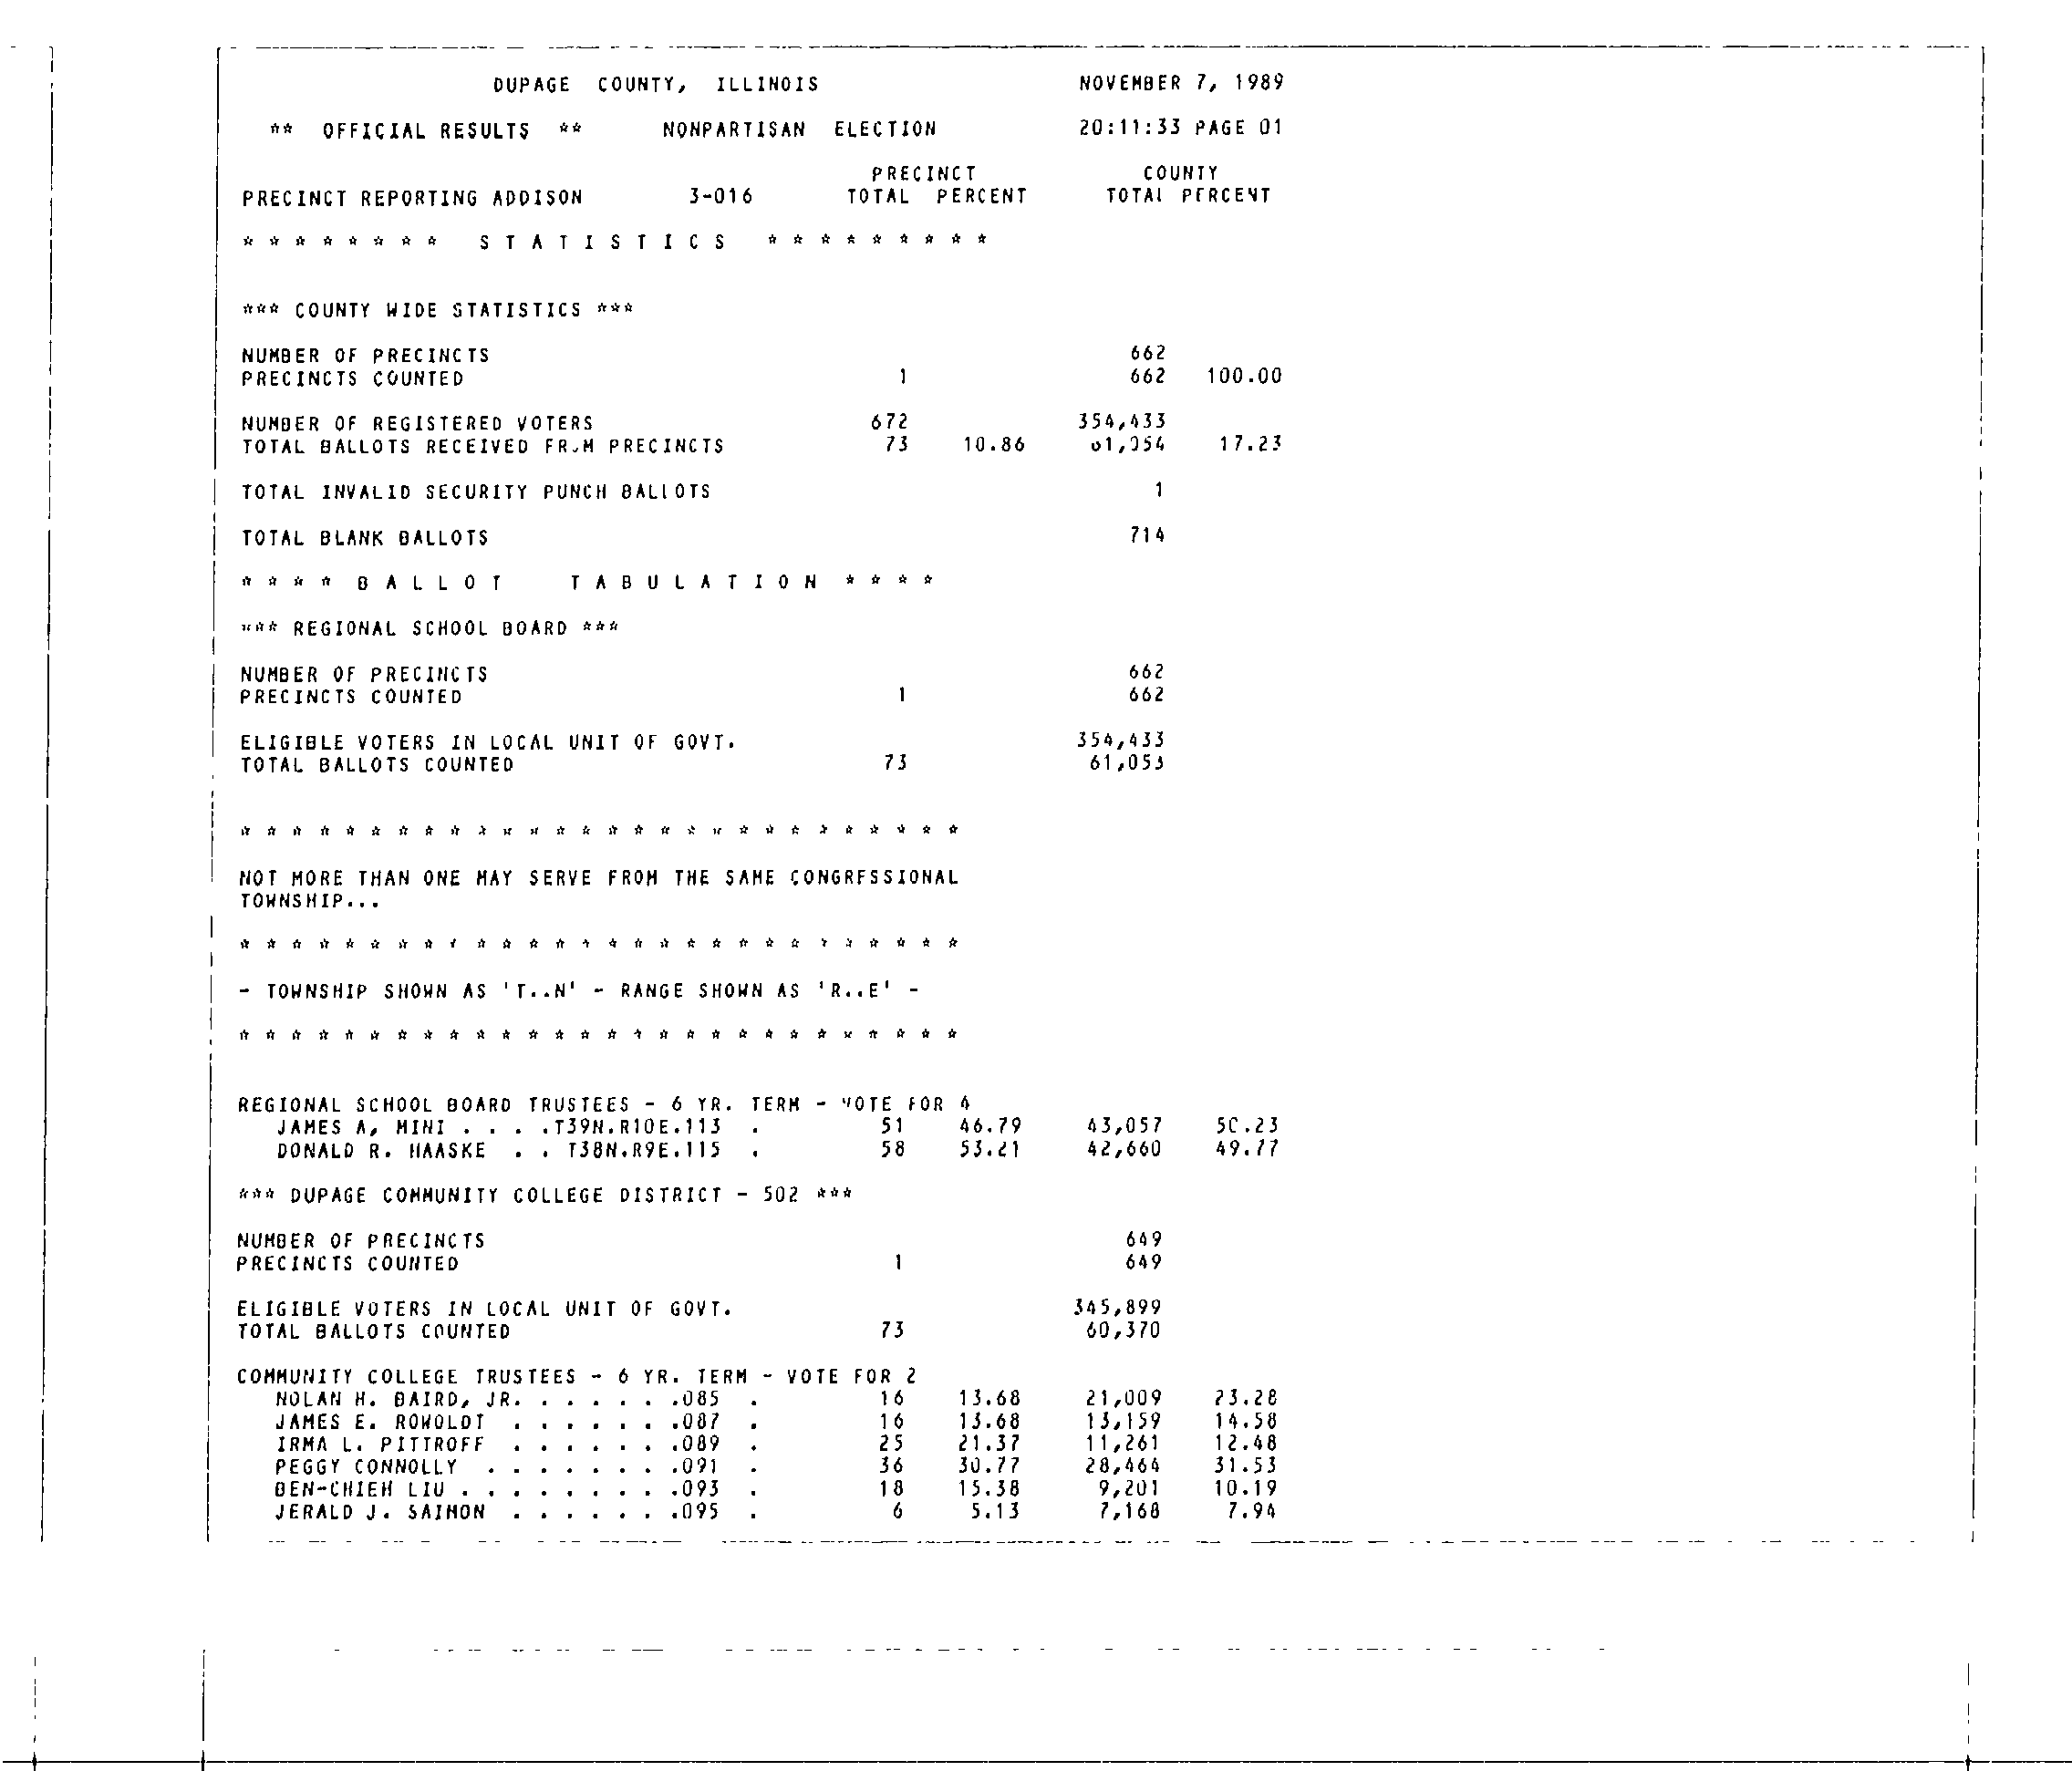 DUPAGE COUNTY, ILLINOIS NOVEMBER 7, 1989
** OFFICIAL RESULTS ** NONPARTISAN ELECTION 20:11:33 PAGE 01
PRECINCT COUNTY
PRECINCT REPORTING ADDISON 3-016 TOTAL PERCENT TOTAL PERCENT
* * * * * * * * S T A T I S T I C S * * * * * * * * *
*** COUNTY WIDE STATISTICS ***
NUMBER OF PRECINCTS 662
PRECINCTS COUNTED 1 662 100.00
NUMBER OF REGISTERED VOTERS 672 354,433
TOTAL BALLOTS RECEIVED FROM PRECINCTS 73 10.86 61,054 17.23
TOTAL INVALID SECURITY PUNCH BALLOTS 1
TOTAL BLANK BALLOTS 714
* * * * B A L L O T T A B U L A T I O N * * * *
*** REGIONAL SCHOOL BOARD ***
NUMBER OF PRECINCTS 662
PRECINCTS COUNTED 1 662
ELIGIBLE VOTERS IN LOCAL UNIT OF GOVT. 354,433
TOTAL BALLOTS COUNTED 73 61,053
* * * * * * * * * * * * * * * * * * * * * * * * * * * *
NOT MORE THAN ONE MAY SERVE FROM THE SAME CONGRESSIONAL
TOWNSHIP...
* * * * * * * * * * * * * * * * * * * * * * * * * * * *
- TOWNSHIP SHOWN AS 'T..N' - RANGE SHOWN AS 'R..E' -
* * * * * * * * * * * * * * * * * * * * * * * * * * * *
REGIONAL SCHOOL BOARD TRUSTEES - 6 YR. TERM - VOTE FOR 4
JAMES A. MINI . . . .T39N.R10E.113 . 51 46.79 43,057 50.23
DONALD R. HAASKE . . T38N.R9E.115 . 58 53.21 42,660 49.77
*** DUPAGE COMMUNITY COLLEGE DISTRICT - 502 ***
NUMBER OF PRECINCTS 649
PRECINCTS COUNTED 1 649
ELIGIBLE VOTERS IN LOCAL UNIT OF GOVT. 345,899
TOTAL BALLOTS COUNTED 73 60,370
COMMUNITY COLLEGE TRUSTEES - 6 YR. TERM - VOTE FOR 2
NOLAN H. BAIRD, JR. . . . . . .085 . 16 13.68 21,009 23.28
JAMES E. ROWOLDT . . . . . . .087 . 16 13.68 13,159 14.58
IRMA L. PITTROFF . . . . . . .089 . 25 21.37 11,261 12.48
PEGGY CONNOLLY . . . . . . . .091 . 36 30.77 28,464 31.53
BEN-CHIEH LIU . . . . . . . . .093 . 18 15.38 9,201 10.19
JERALD J. SAIMON . . . . . . .095 . 6 5.13 7,168 7.94